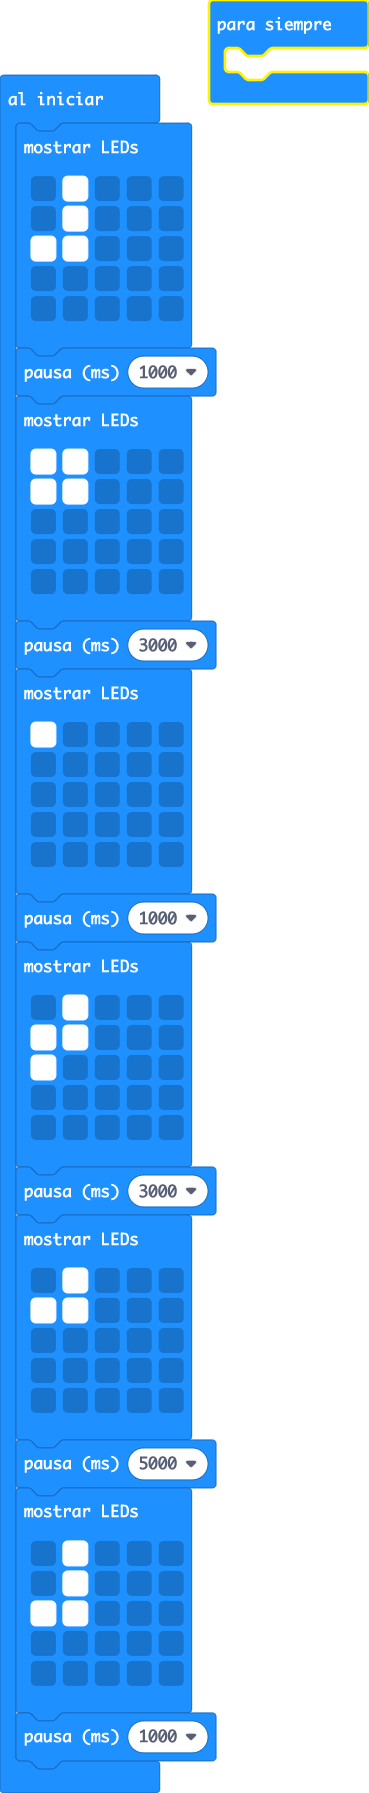 para siempre
al iniciar
mostrar LEDs
pausa (ms) 1000
mostrar LEDs
pausa (ms) 3000
mostrar LEDs
pausa (ms) 1000
mostrar LEDs
pausa (ms) 3000
mostrar LEDs
pausa (ms) 5000
mostrar LEDs
pausa (ms) 1000